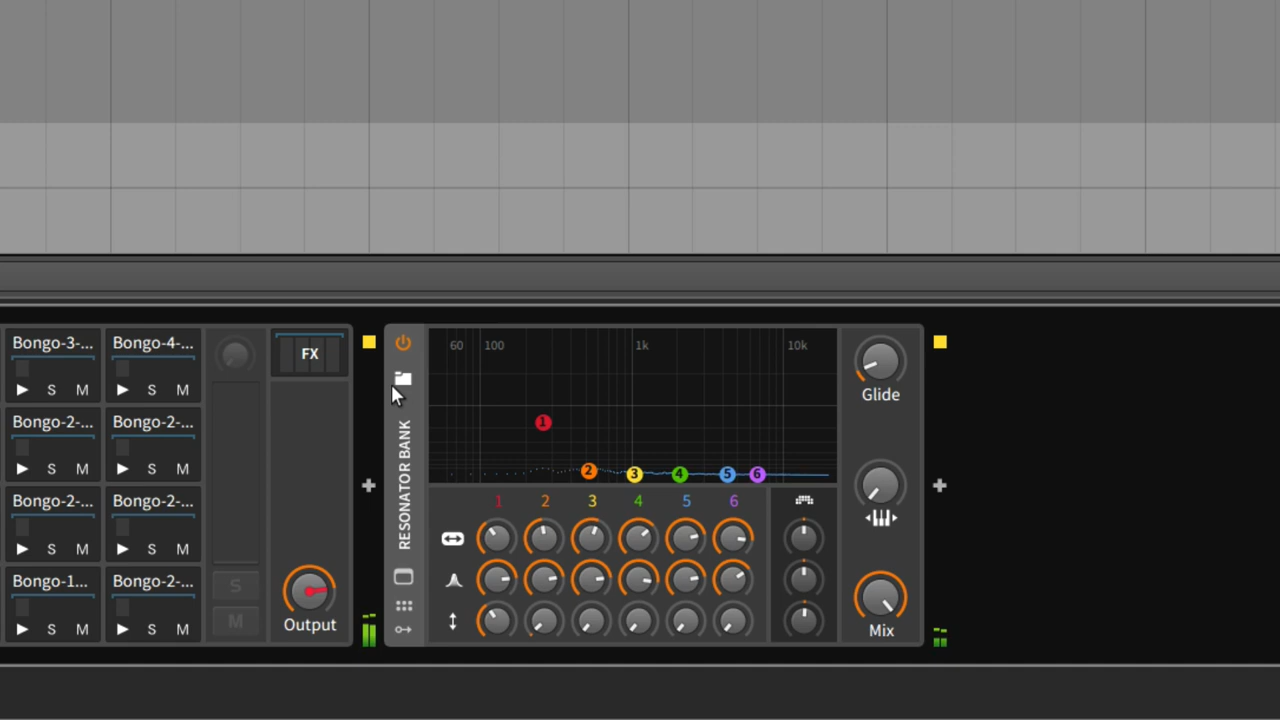 Bongo-3-... Bongo-4-...
S M S M
Bongo-2-... Bongo-2-...
S M S M
Bongo-2-... Bongo-2-...
S M S M
Bongo-1... Bongo-2-...
S M S M
S
M
FX
Output
RESONATOR BANK
60 100 1k 10k
1 2 3 4 5 6
1 2 3 4 5 6
Glide
Mix